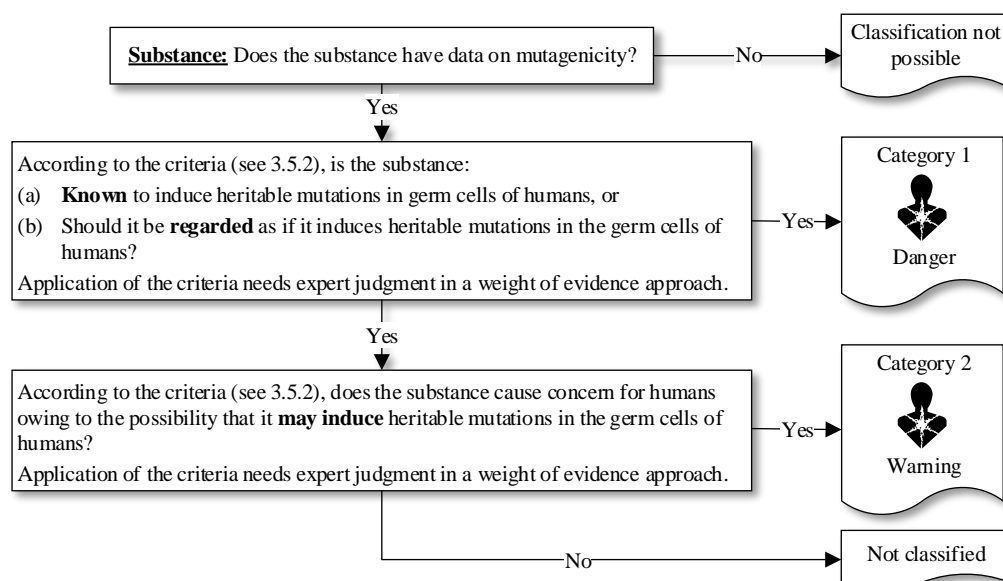 Substance: Does the substance have data on mutagenicity?
No
Classification not
possible
Yes
According to the criteria (see 3.5.2), is the substance:
(a) Known to induce heritable mutations in germ cells of humans, or
(b) Should it be regarded as if it induces heritable mutations in the germ cells of
humans?
Application of the criteria needs expert judgment in a weight of evidence approach.
Yes
Category 1
Danger
Yes
According to the criteria (see 3.5.2), does the substance cause concern for humans
owing to the possibility that it may induce heritable mutations in the germ cells of
humans?
Application of the criteria needs expert judgment in a weight of evidence approach.
Yes
Category 2
Warning
No
Not classified